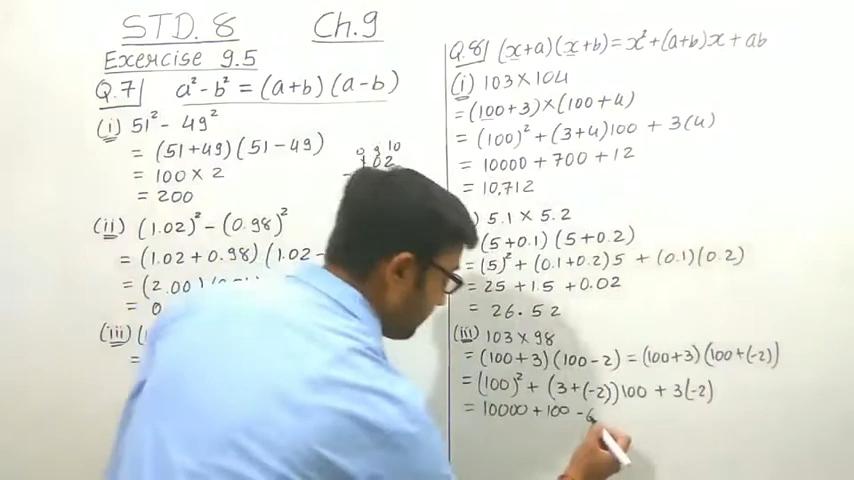 STD. 8 Ch.9
Exercise 9.5
Q.7 a² - b² = (a+b) (a-b)
(i) 51² - 49²
= (51+49) (51-49)
= 100 x 2
= 200
0 9 10
102
(ii) (1.02)² - (0.98)²
= (1.02 + 0.98) (1.02 -
= (2.00)
= 0
(iii) (
=
Q.8 (x+a) (x+b) = x² + (a+b)x + ab
(i) 103 x 104
= (100+3) x (100+4)
= (100)² + (3+4)100 + 3(4)
= 10000 + 700 + 12
= 10,712
) 5.1 x 5.2
(5+0.1) (5+0.2)
= (5)² + (0.1+0.2)5 + (0.1)(0.2)
= 25 + 1.5 + 0.02
= 26.52
(iii) 103 x 98
= (100+3) (100-2) = (100+3) (100+(-2))
= (100)² + (3+(-2))100 + 3(-2)
= 10000 + 100 - 6